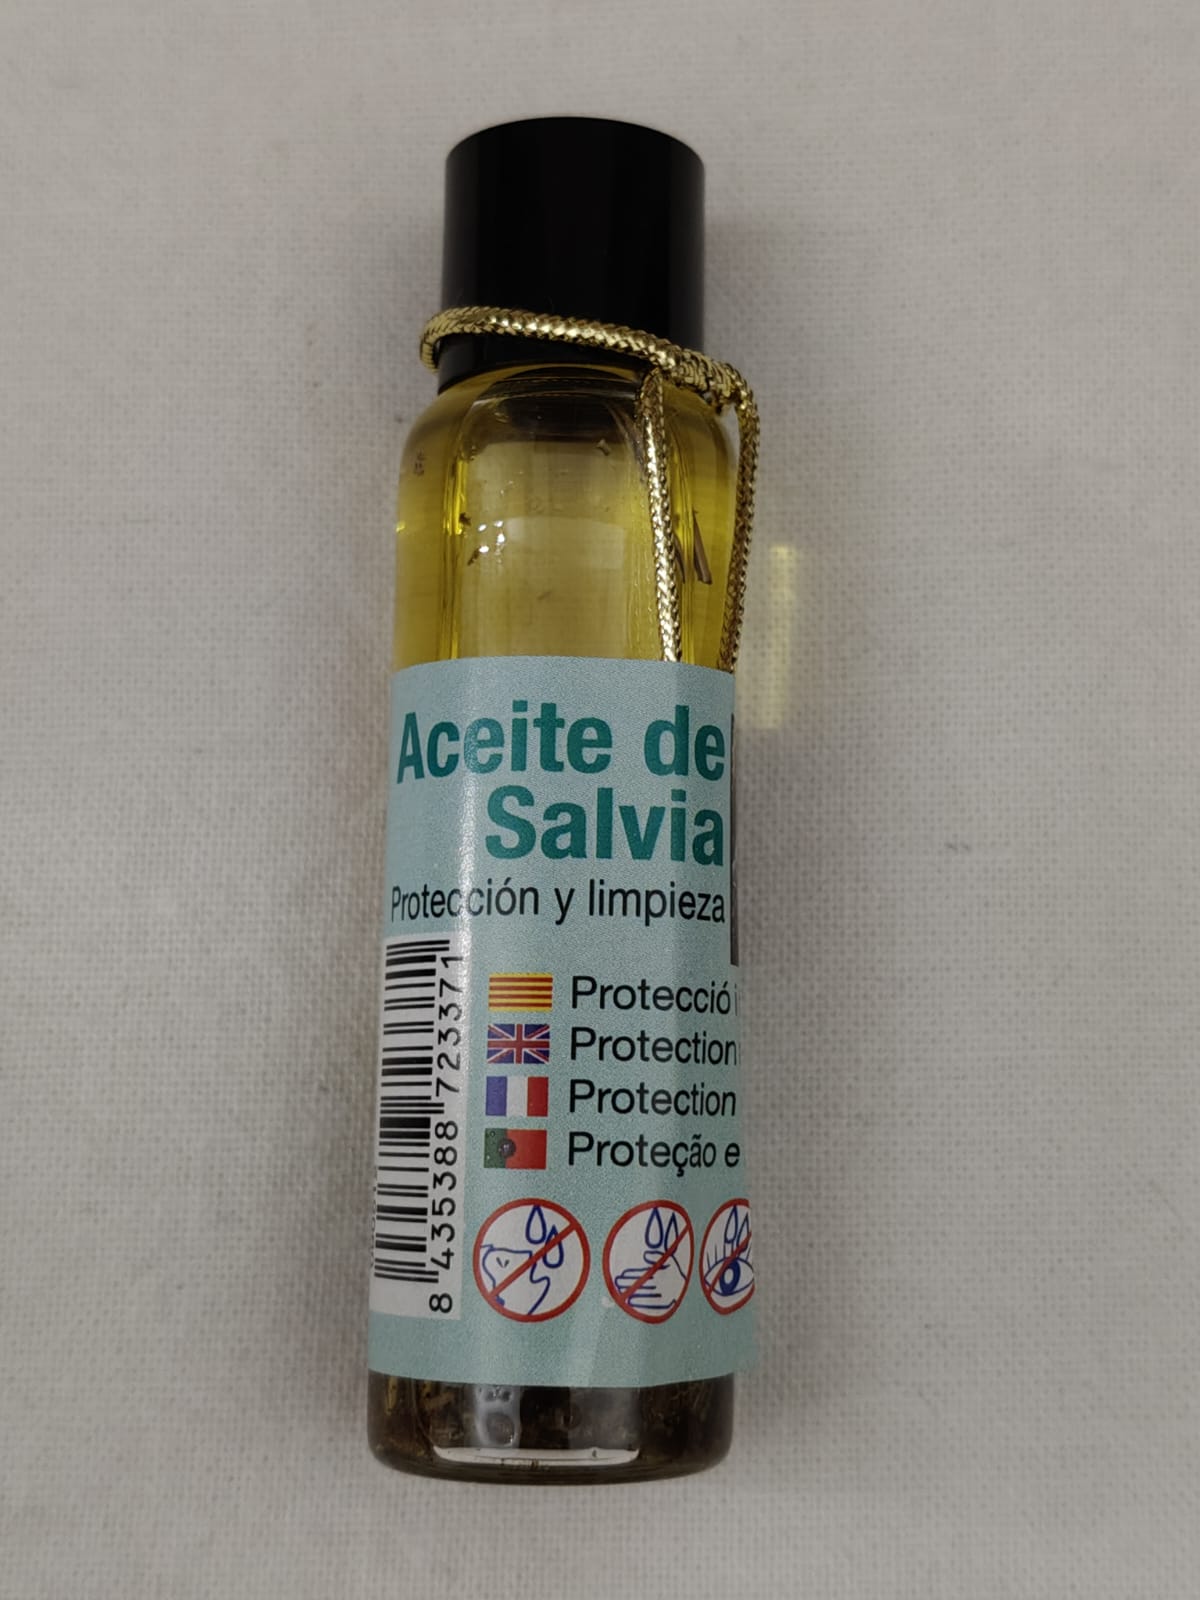 Aceite de
Salvia
Protección y limpieza
Protecció
Protection
Protection
Proteção e
8 435388 723371